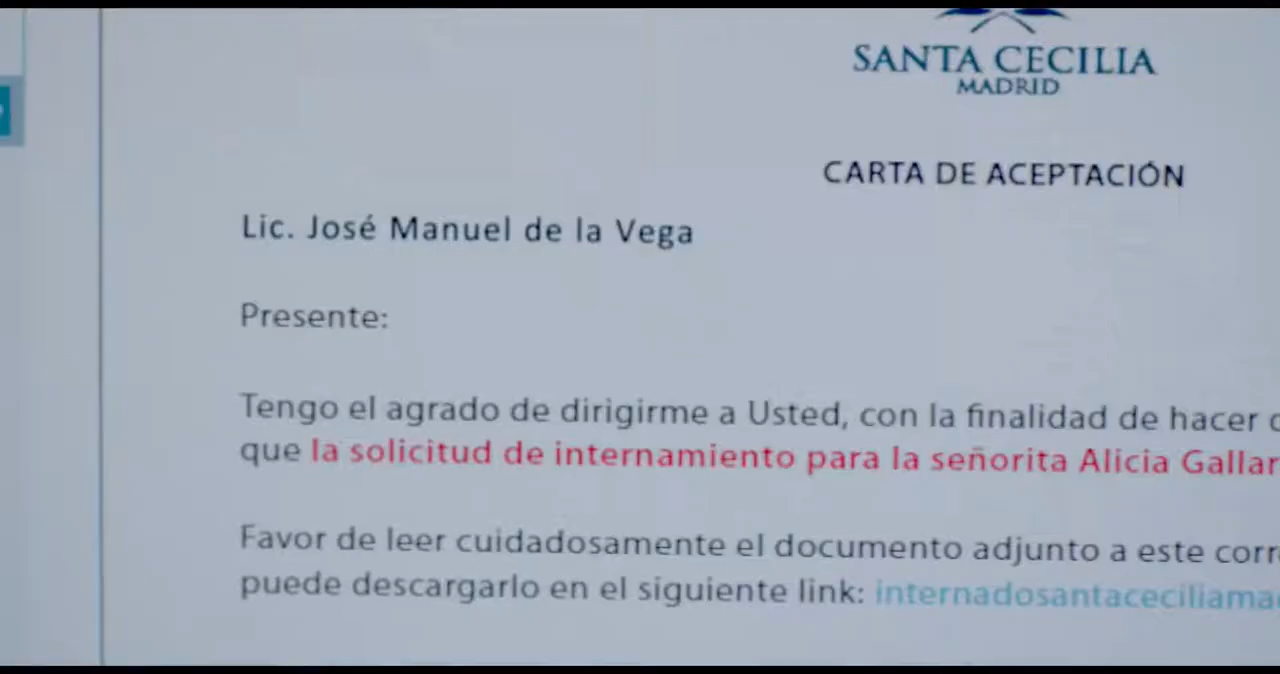 SANTA CECILIA
MADRID
CARTA DE ACEPTACIÓN
Lic. José Manuel de la Vega
Presente:
Tengo el agrado de dirigirme a Usted, con la finalidad de hacer
que la solicitud de internamiento para la señorita Alicia
Favor de leer cuidadosamente el documento adjunto a este
puede descargarlo en el siguiente link: